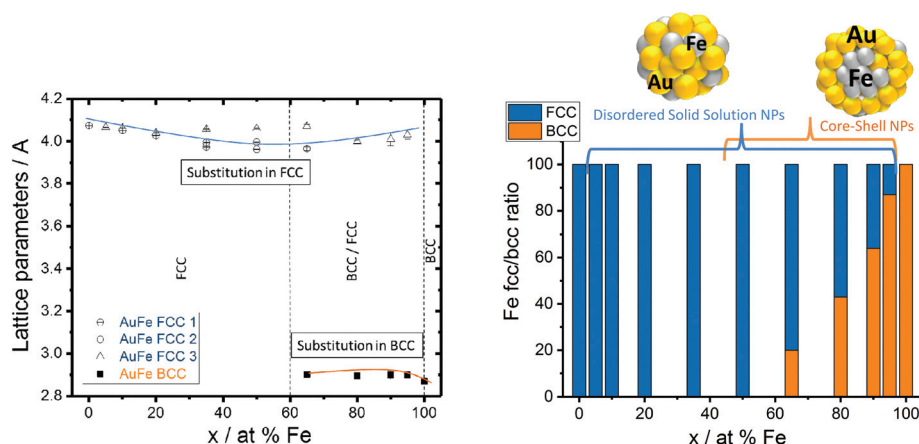 Lattice parameters / A
4.2
4.0
3.8
3.6
3.4
3.2
3.0
2.8
Substitution in FCC
FCC
BCC / FCC
BCC
AuFe FCC 1
AuFe FCC 2
AuFe FCC 3
AuFe BCC
Substitution in BCC
0 20 40 60 80 100
x / at % Fe
Fe
Au
Au
Fe
FCC
BCC
Disordered Solid Solution NPs
Core-Shell NPs
Fe fcc/bcc ratio
100
80
60
40
20
0
0 20 40 60 80 100
x / at % Fe